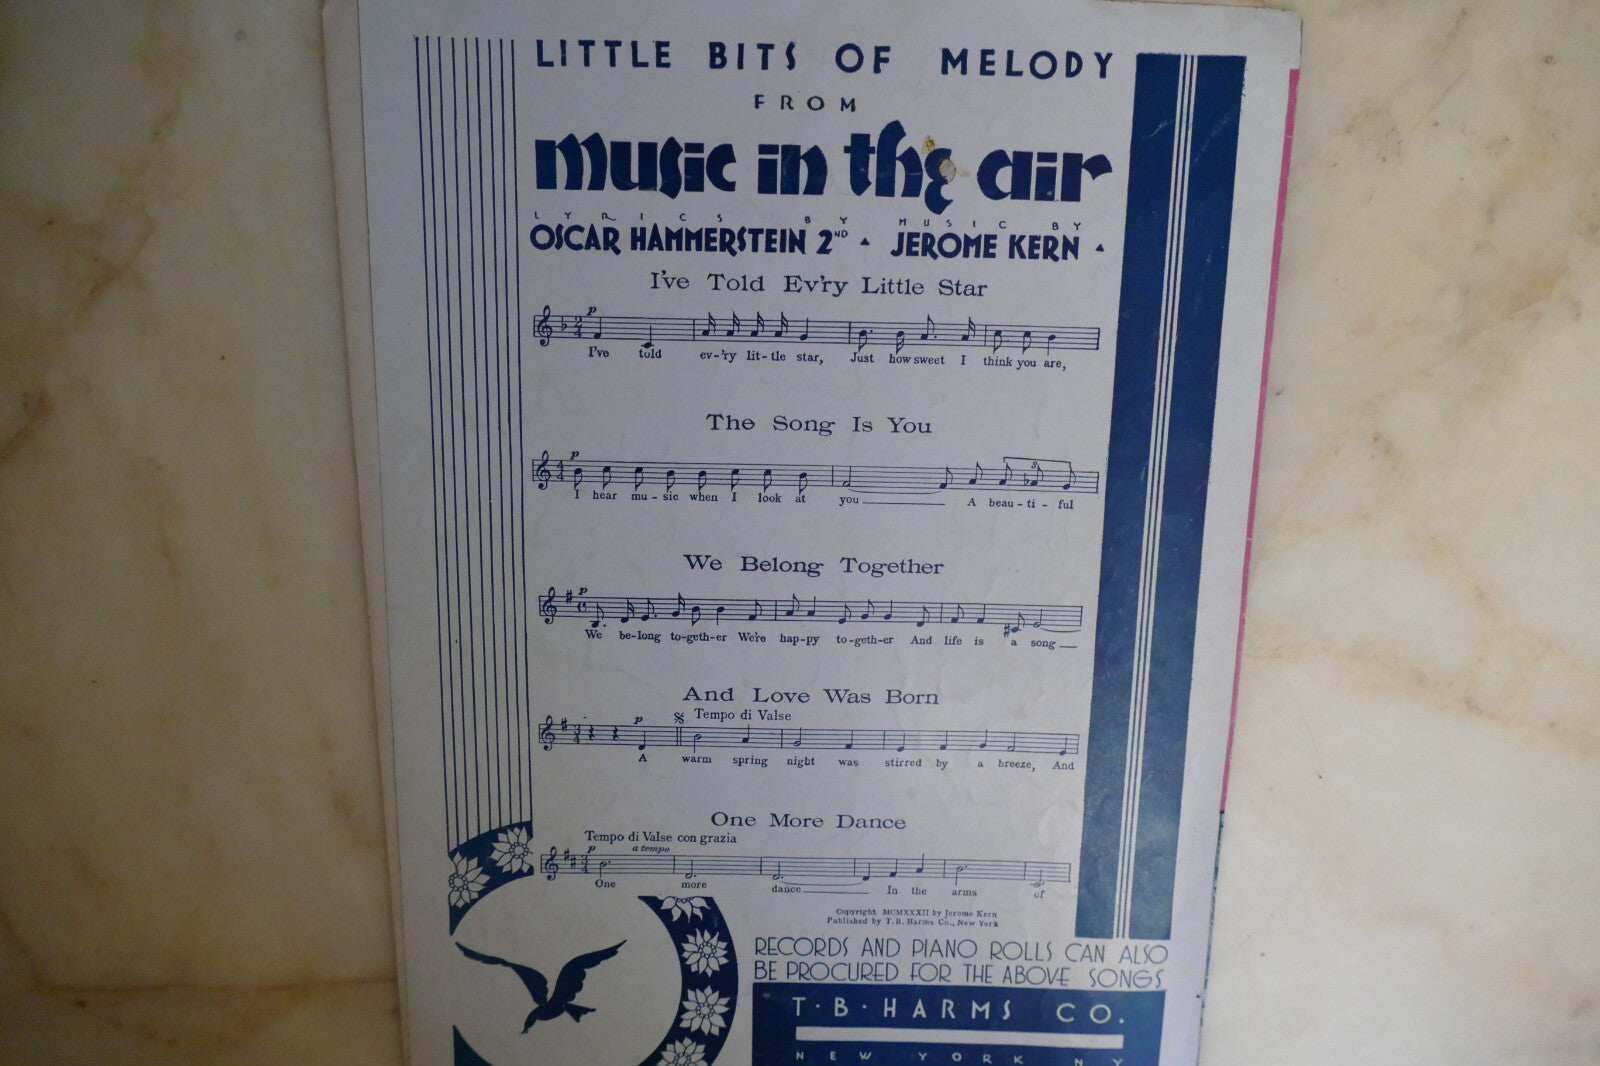 LITTLE BITS OF MELODY
FROM
music in the air
LYRICS BY MUSIC BY
OSCAR HAMMERSTEIN 2ND JEROME KERN
I've Told Ev'ry Little Star
p
I've told ev-'ry lit-tle star, Just how sweet I think you are,
The Song Is You
p
3
I hear mu-sic when I look at you A beau-ti-ful
We Belong Together
p
We be-long to-geth-er We're hap-py to-geth-er And life is a song
And Love Was Born
p Tempo di Valse
A warm spring night was stirred by a breeze, And
One More Dance
Tempo di Valse con grazia
p a tempo
One more dance In the arms of
Copyright MCMXXXII by Jerome Kern
Published by T.B. Harms Co., New York
RECORDS AND PIANO ROLLS CAN ALSO
BE PROCURED FOR THE ABOVE SONGS
T·B·HARMS CO.
NEW YORK NY